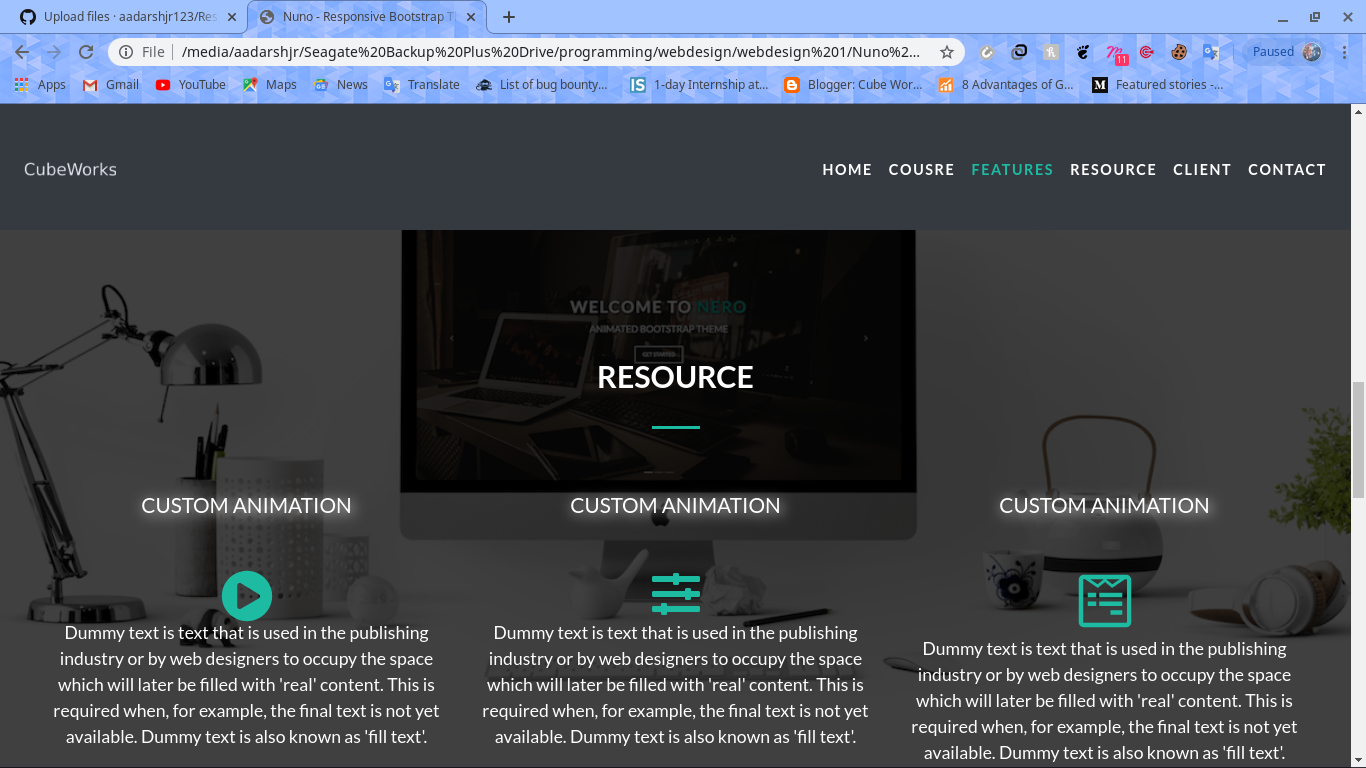 Upload files · aadarshjr123/Res
Nuno - Responsive Bootstrap T
File /media/aadarshjr/Seagate%20Backup%20Plus%20Drive/programming/webdesign/webdesign%201/Nuno%2...
11
Paused
Apps Gmail YouTube Maps News Translate List of bug bounty... IS 1-day Internship at... Blogger: Cube Wor... 8 Advantages of G... M Featured stories -...
CubeWorks
HOME COUSRE FEATURES RESOURCE CLIENT CONTACT
WELCOME TO NERO
ANIMATED BOOTSTRAP THEME
GET STARTED
RESOURCE
CUSTOM ANIMATION
Dummy text is text that is used in the publishing
industry or by web designers to occupy the space
which will later be filled with 'real' content. This is
required when, for example, the final text is not yet
available. Dummy text is also known as 'fill text'.
CUSTOM ANIMATION
Dummy text is text that is used in the publishing
industry or by web designers to occupy the space
which will later be filled with 'real' content. This is
required when, for example, the final text is not yet
available. Dummy text is also known as 'fill text'.
CUSTOM ANIMATION
Dummy text is text that is used in the publishing
industry or by web designers to occupy the space
which will later be filled with 'real' content. This is
required when, for example, the final text is not yet
available. Dummy text is also known as 'fill text'.